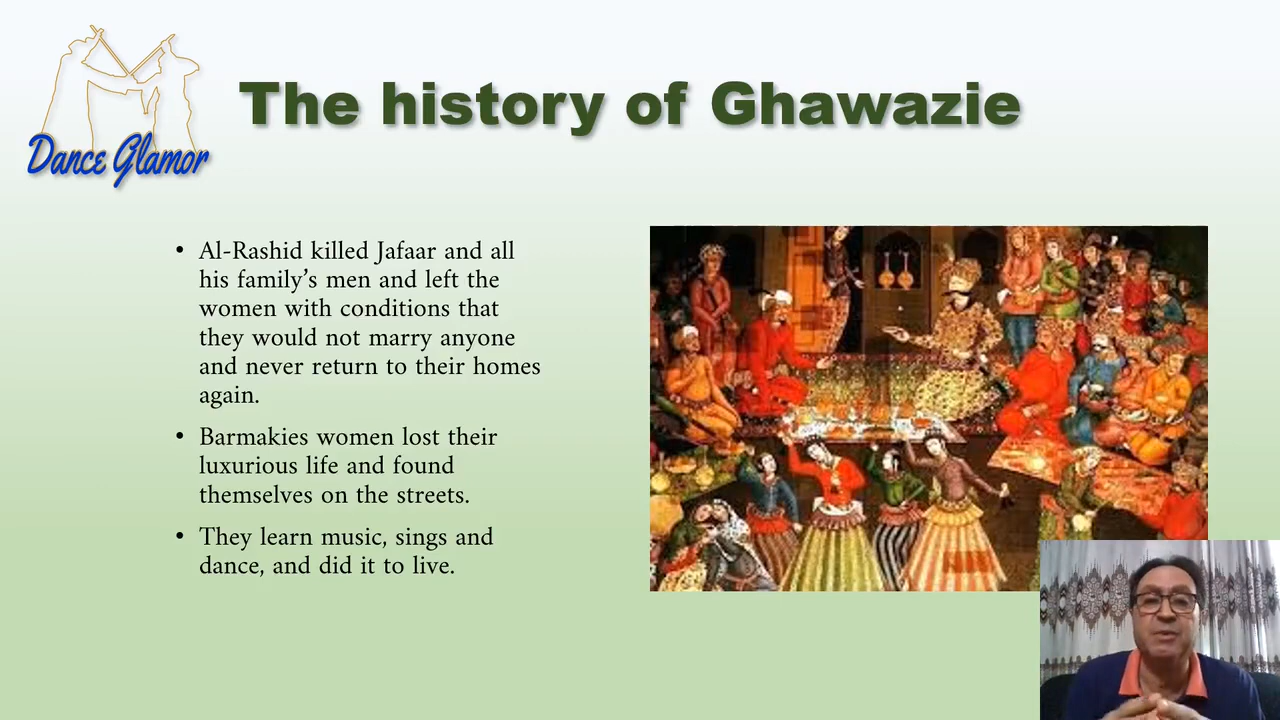 Dance Glamor
The history of Ghawazie
• Al-Rashid killed Jafaar and all
his family’s men and left the
women with conditions that
they would not marry anyone
and never return to their homes
again.
• Barmakies women lost their
luxurious life and found
themselves on the streets.
• They learn music, sings and
dance, and did it to live.